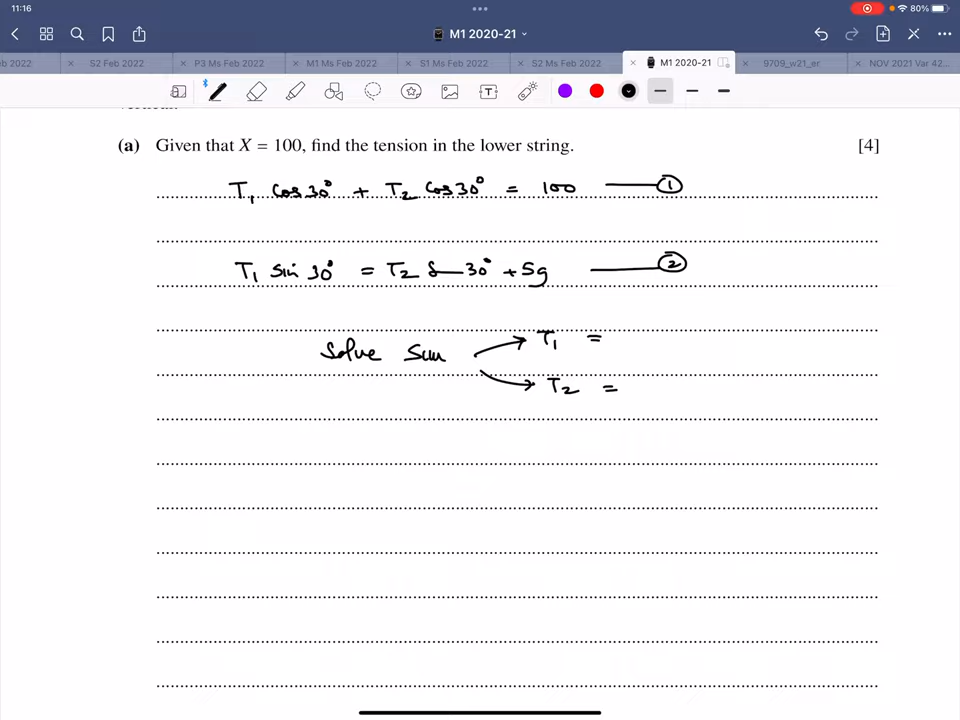 11:16
80%
M1 2020-21
eb 2022
S2 Feb 2022
P3 Ms Feb 2022
M1 Ms Feb 2022
S1 Ms Feb 2022
S2 Ms Feb 2022
M1 2020-21
9709_w21_er
NOV 2021 Var 42...
(a) Given that X = 100, find the tension in the lower string. [4]
T₁ cos 30° + T₂ cos 30° = 100 —— ①
T₁ sin 30° = T₂ S 30° + 5g —— ②
Solve Sim
T₁ =
T₂ =